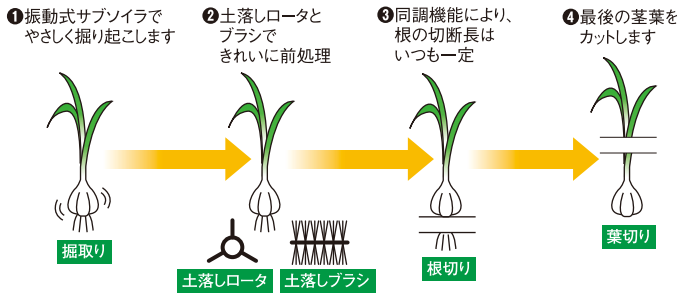 ❶振動式サブソイラで
やさしく掘り起こします
❷土落しロータと
ブラシで
きれいに前処理
❸同調機能により、
根の切断長は
いつも一定
❹最後の茎葉を
カットします
掘取り
土落しロータ
土落しブラシ
根切り
葉切り